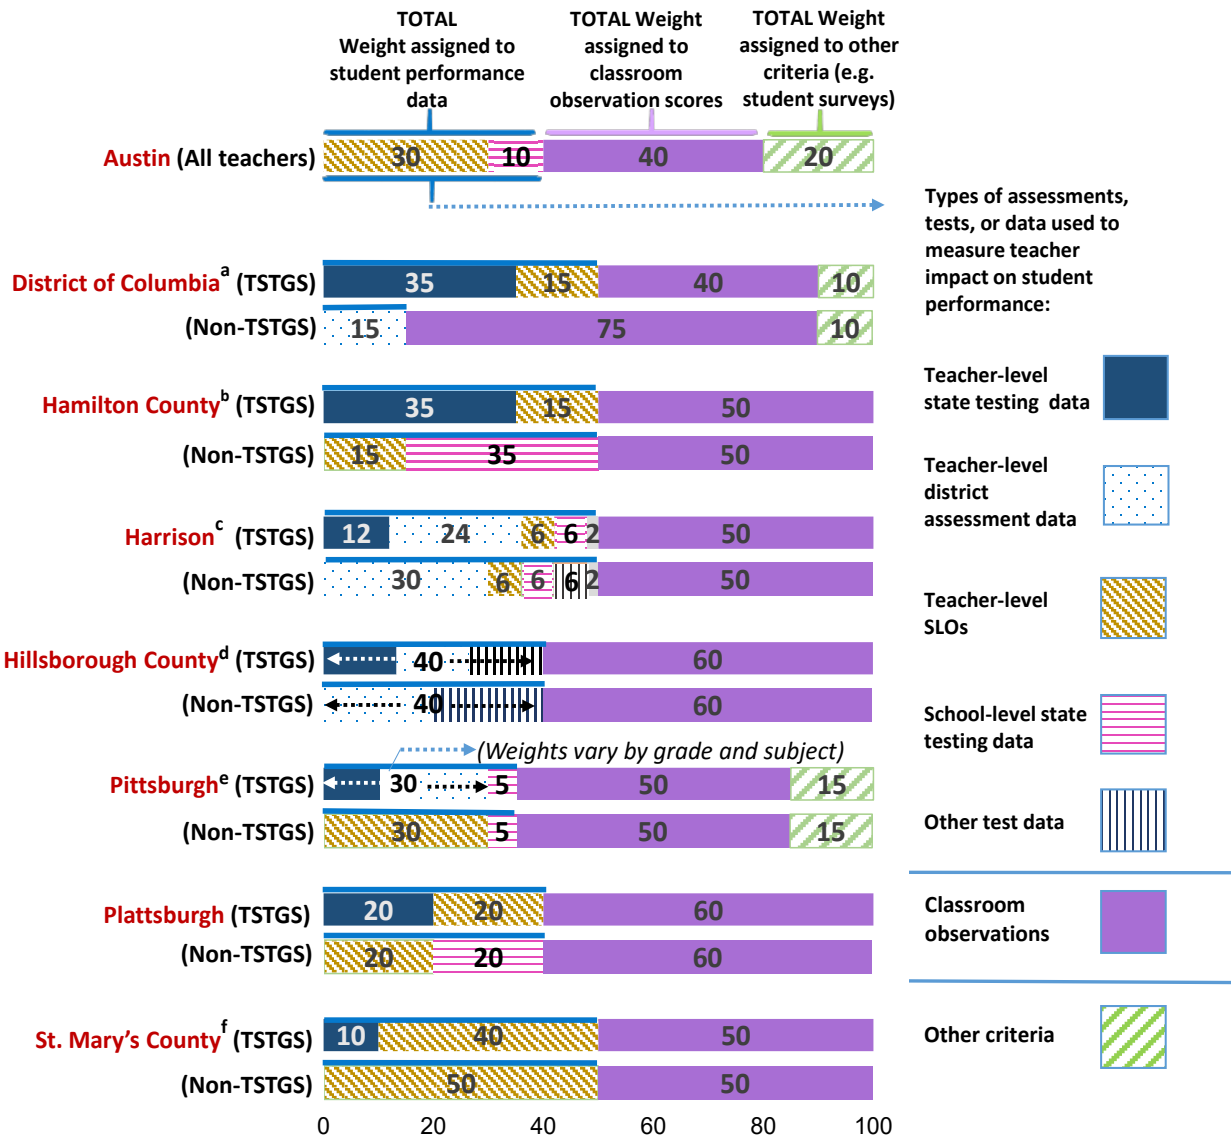 TOTAL
Weight assigned to
student performance
data
TOTAL Weight
assigned to
classroom
observation scores
TOTAL Weight
assigned to other
criteria (e.g.
student surveys)
Austin (All teachers) 30 10 40 20
Types of assessments,
tests, or data used to
measure teacher
impact on student
performance:
District of Columbia a (TSTGS) 35 15 40 10
(Non-TSTGS) 15 75 10
Hamilton County b (TSTGS) 35 15 50
(Non-TSTGS) 15 35 50
Harrison c (TSTGS) 12 24 6 6 2 50
(Non-TSTGS) 30 6 6 6 2 50
Hillsborough County d (TSTGS) 40 60
(Non-TSTGS) 40 60
(Weights vary by grade and subject)
Pittsburgh e (TSTGS) 30 5 50 15
(Non-TSTGS) 30 5 50 15
Plattsburgh (TSTGS) 20 20 60
(Non-TSTGS) 20 20 60
St. Mary's County f (TSTGS) 10 40 50
(Non-TSTGS) 50 50
0 20 40 60 80 100
Teacher-level
state testing data
Teacher-level
district
assessment data
Teacher-level
SLOs
School-level state
testing data
Other test data
Classroom
observations
Other criteria